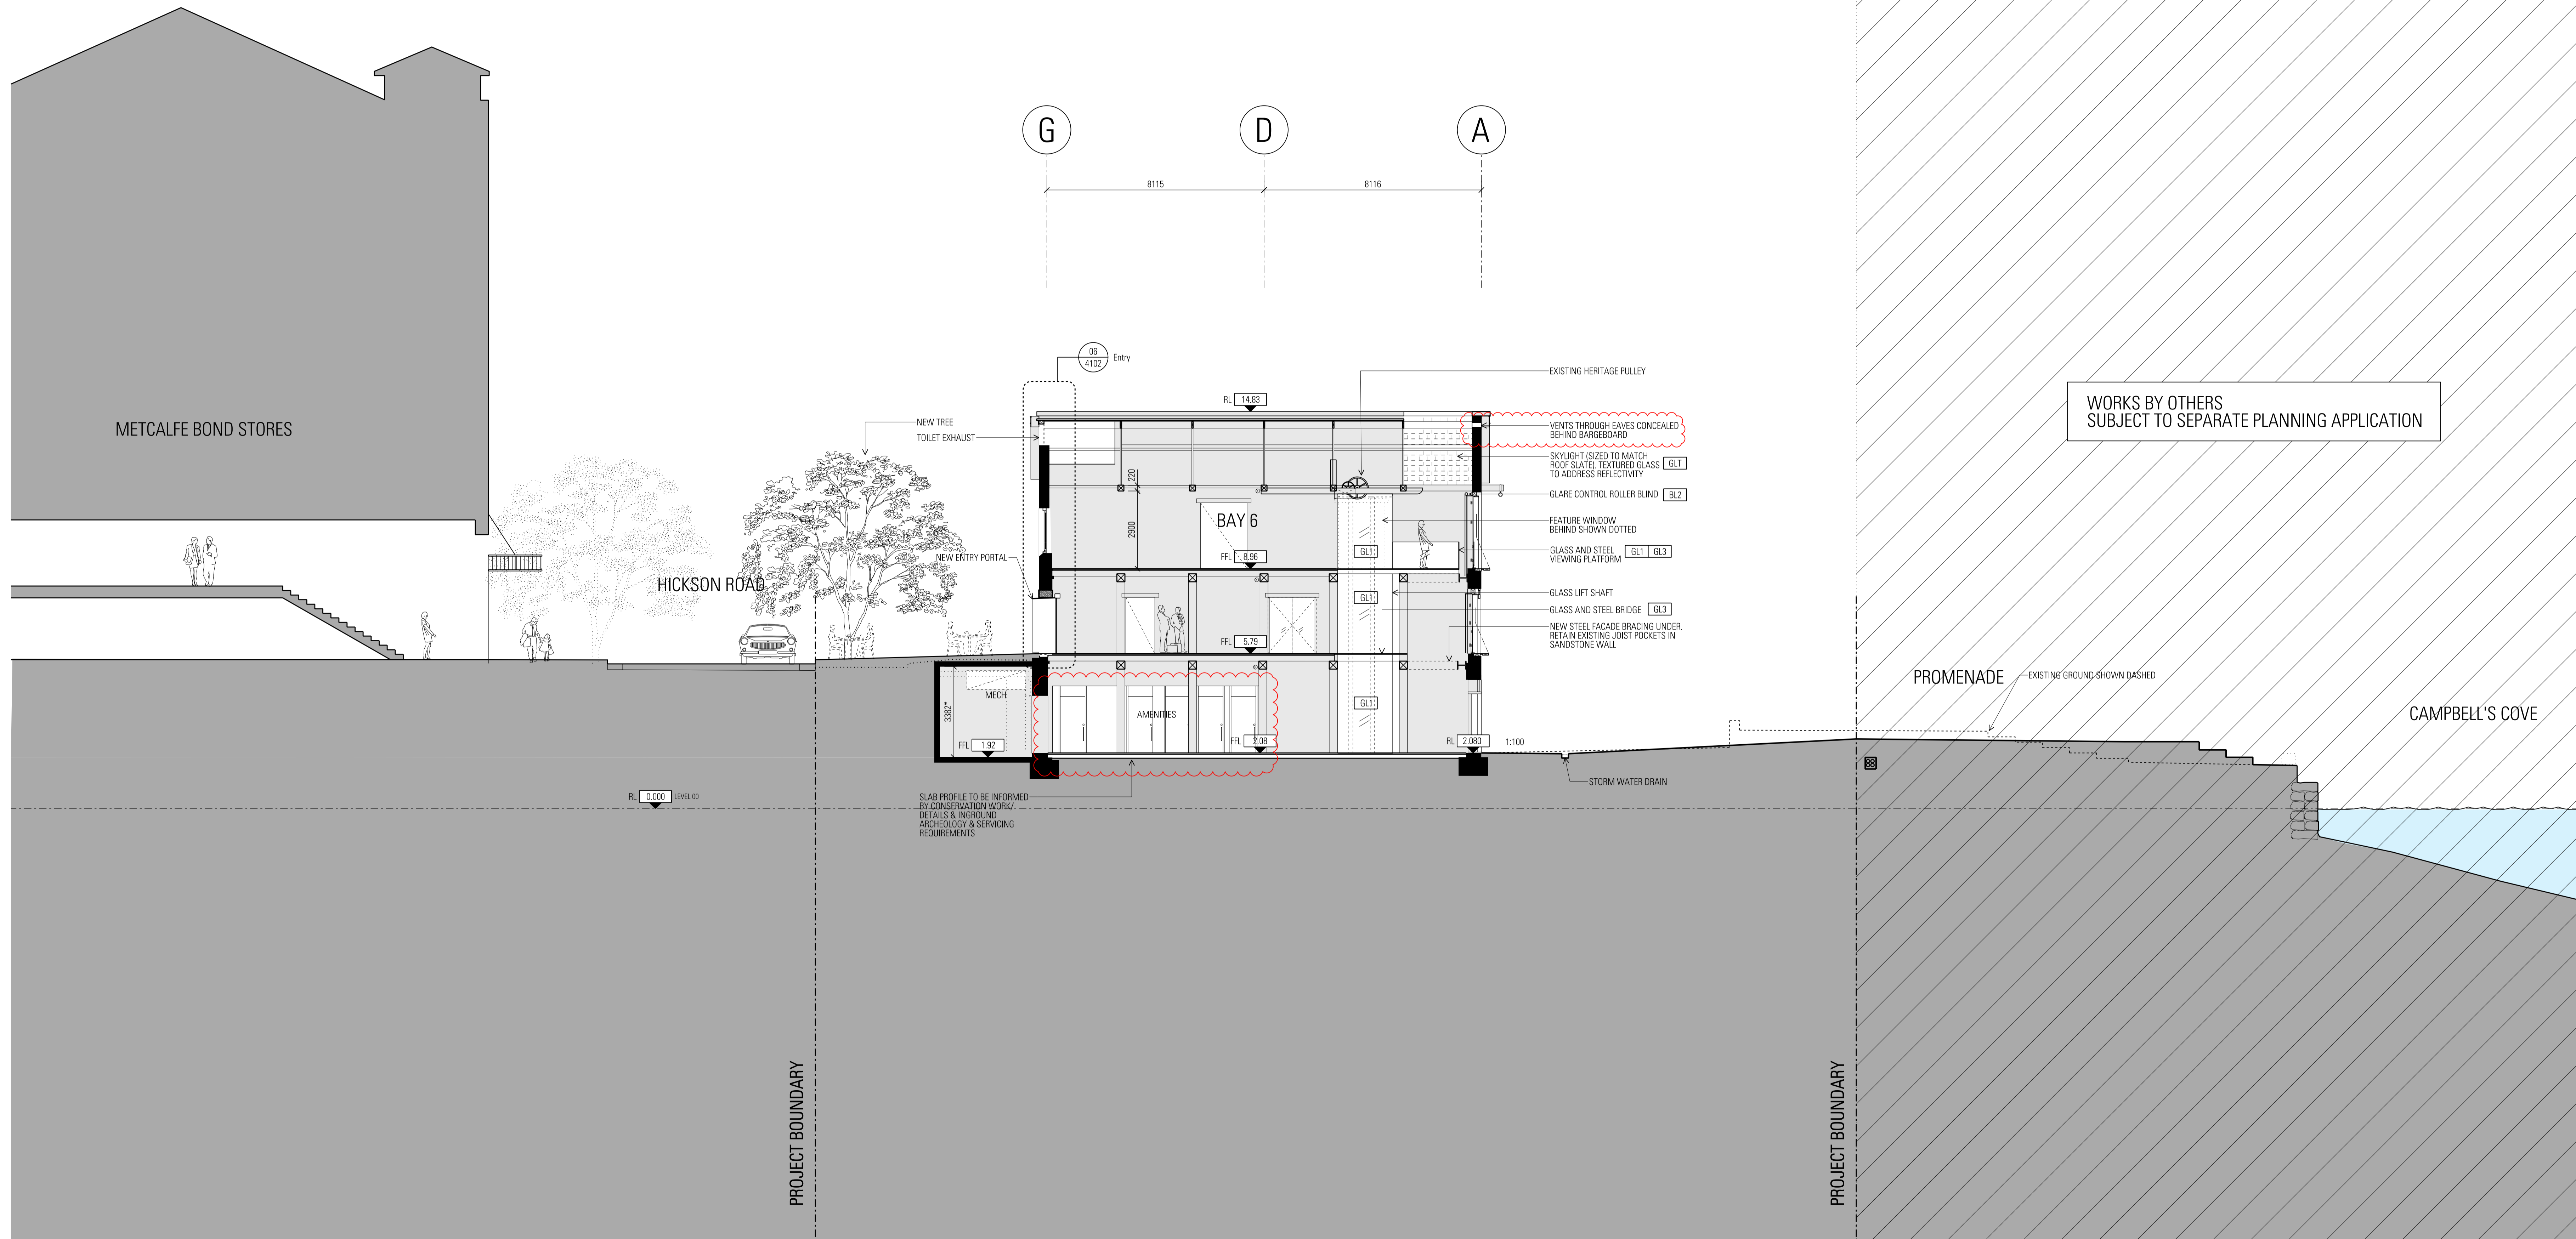 G
D
A
8115
8116
06
4102
Entry
EXISTING HERITAGE PULLEY
RL 14.83
NEW TREE
TOILET EXHAUST
VENTS THROUGH EAVES CONCEALED
BEHIND BARGEBOARD
SKYLIGHT (SIZED TO MATCH
ROOF SLATE). TEXTURED GLASS
TO ADDRESS REFLECTIVITY
GLT
GLARE CONTROL ROLLER BLIND
BL2
FEATURE WINDOW
BEHIND SHOWN DOTTED
GLASS AND STEEL
VIEWING PLATFORM
GL1
GL3
GLASS LIFT SHAFT
GLASS AND STEEL BRIDGE
GL3
NEW STEEL FACADE BRACING UNDER.
RETAIN EXISTING JOIST POCKETS IN
SANDSTONE WALL
WORKS BY OTHERS
SUBJECT TO SEPARATE PLANNING APPLICATION
METCALFE BOND STORES
HICKSON ROAD
NEW ENTRY PORTAL
220
2900
BAY 6
FFL 8.96
GL1
GL1
FFL 5.79
GL1
MECH
3382*
AMENITIES
FFL 1.92
FFL 2.08
RL 2.080
1:100
PROMENADE
EXISTING GROUND SHOWN DASHED
CAMPBELL'S COVE
STORM WATER DRAIN
RL 0.000 LEVEL 00
SLAB PROFILE TO BE INFORMED
BY CONSERVATION WORK/
DETAILS & INGROUND
ARCHEOLOGY & SERVICING
REQUIREMENTS
PROJECT BOUNDARY
PROJECT BOUNDARY